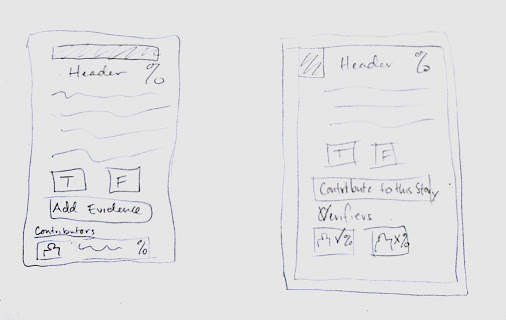 Header %
T F
Add Evidence
Contributors
%
Header %
T F
Contribute to this Story
Verifiers
✓% x%